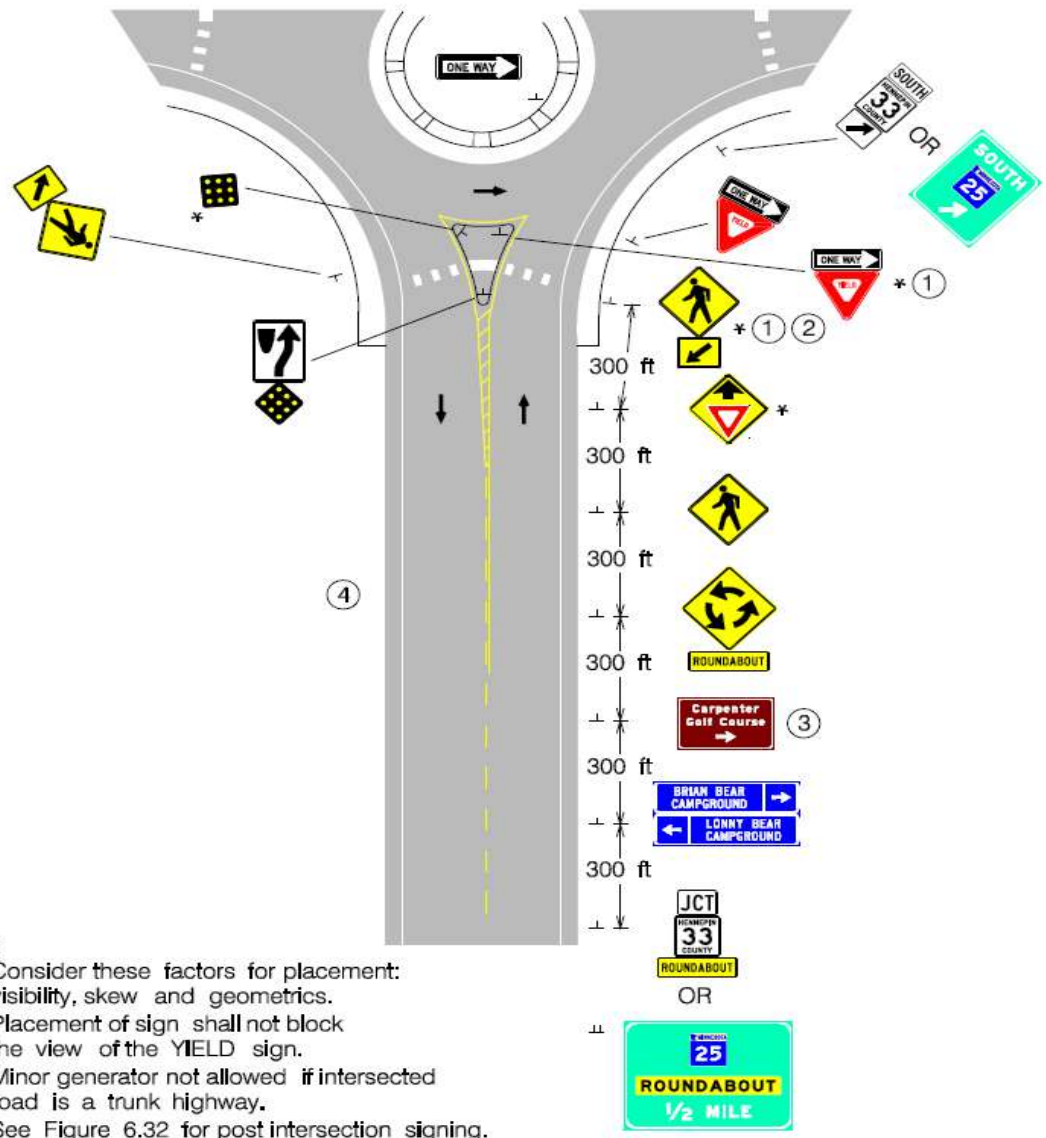 ONE WAY
SOUTH
HENNEPIN
33
COUNTY
OR
SOUTH
MINNESOTA
25
ONE WAY
YIELD
ONE WAY
YIELD
* 1
*
* 1 2
300 ft
*
300 ft
300 ft
4
300 ft
ROUNDABOUT
Carpenter
Golf Course
3
300 ft
BRIAN BEAR
CAMPGROUND
LONNY BEAR
CAMPGROUND
300 ft
JCT
HENNEPIN
33
COUNTY
ROUNDABOUT
OR
MINNESOTA
25
ROUNDABOUT
1/2 MILE
Consider these factors for placement:
visibility, skew and geometrics.
Placement of sign shall not block
the view of the YIELD sign.
Minor generator not allowed if intersected
road is a trunk highway.
See Figure 6.32 for post intersection signing.